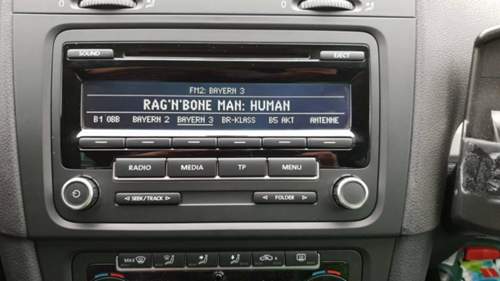 SOUND EJECT
FM2: BAYERN 3
RAG'N'BONE MAN: HUMAN
B1 OBB BAYERN 2 BAYERN 3 BR-KLASS B5 AKT ANTENNE
RADIO MEDIA TP MENU
SEEK/TRACK FOLDER
MAX